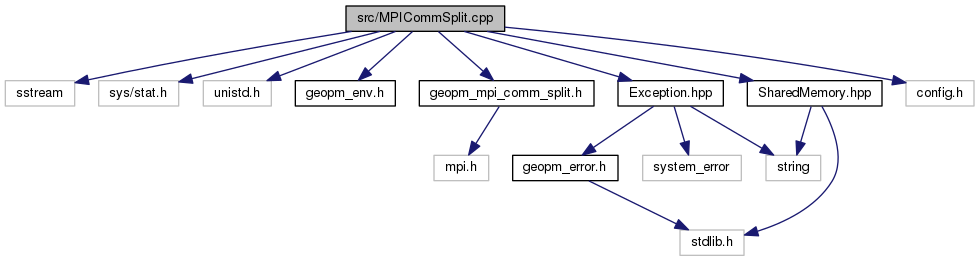 src/MPICommSplit.cpp
sstream
sys/stat.h
unistd.h
geopm_env.h
geopm_mpi_comm_split.h
Exception.hpp
SharedMemory.hpp
config.h
mpi.h
geopm_error.h
system_error
string
stdlib.h